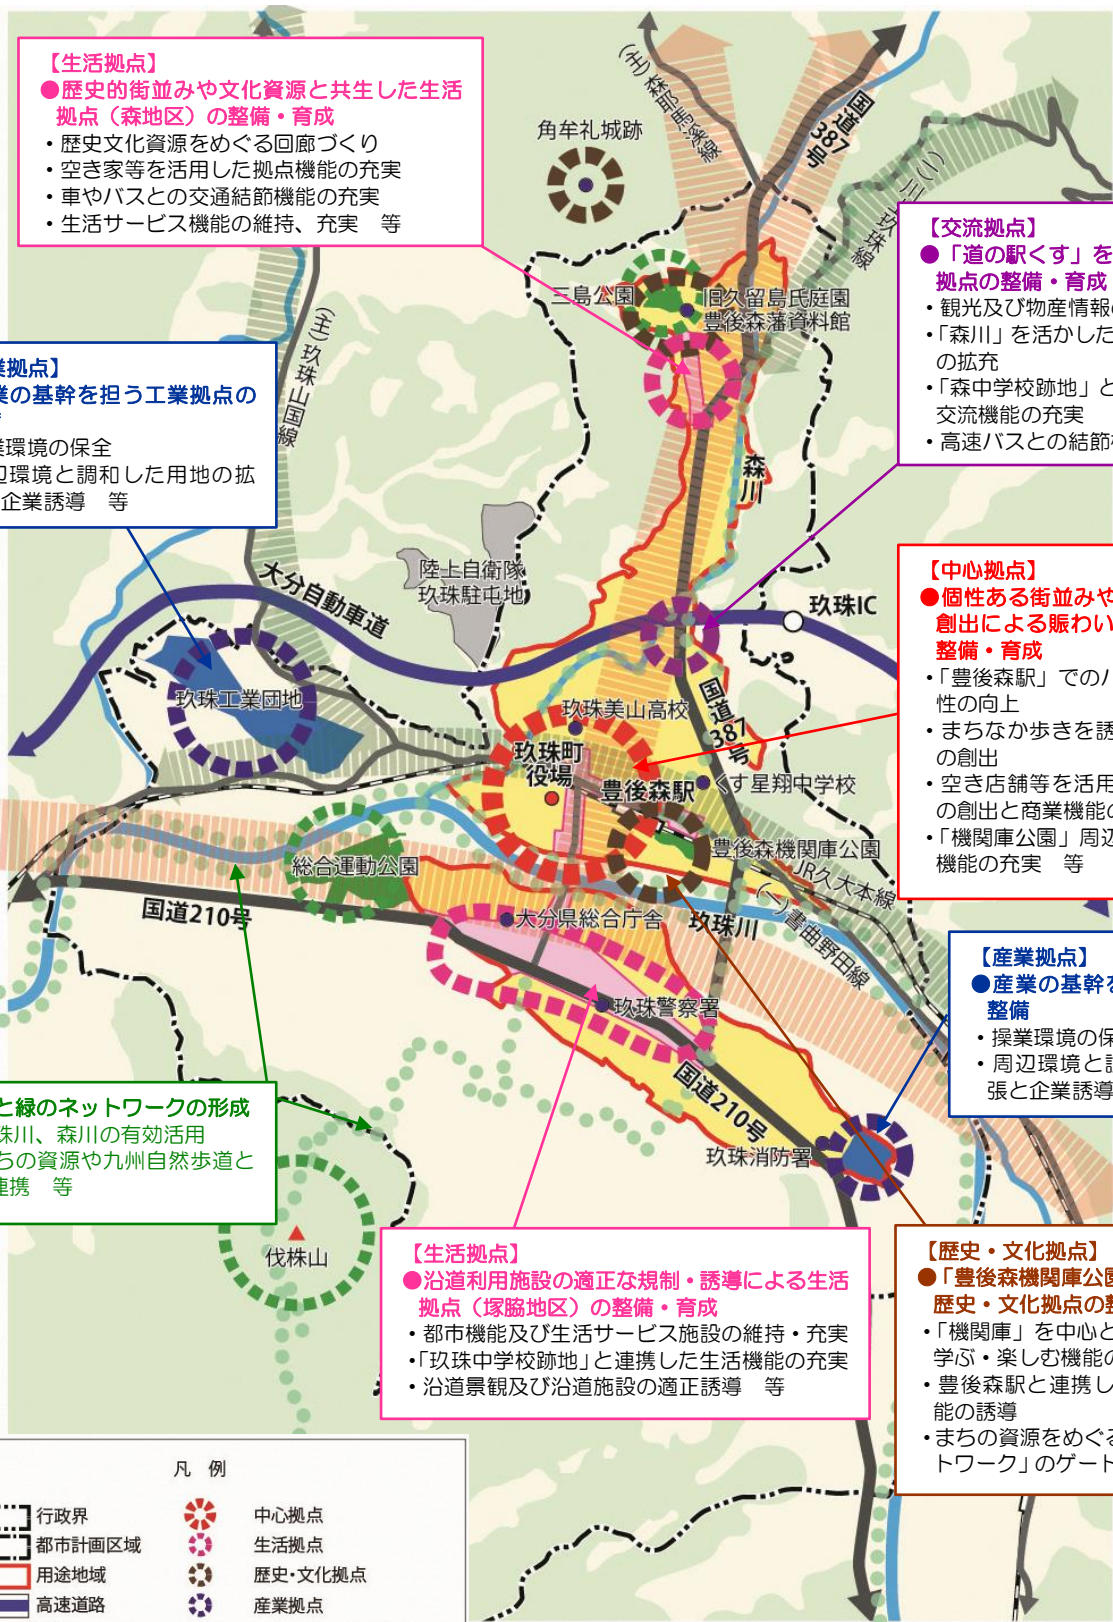 【生活拠点】
●歴史的街並みや文化資源と共生した生活
拠点（森地区）の整備・育成
・歴史文化資源をめぐる回廊づくり
・空き家等を活用した拠点機能の充実
・車やバスとの交通結節機能の充実
・生活サービス機能の維持、充実　等
(主)森耶馬溪線
国道387号
角牟礼城跡
(一)玖珠線
【交流拠点】
●「道の駅くす」を
拠点の整備・育成
・観光及び物産情報
・「森川」を活かした
の拡充
・「森中学校跡地」と
交流機能の充実
・高速バスとの結節
三島公園
旧久留島氏庭園
豊後森藩資料館
(主)玖珠山国線
業拠点】
業の基幹を担う工業拠点の
業環境の保全
辺環境と調和した用地の拡
企業誘導　等
森川
陸上自衛隊
玖珠駐屯地
大分自動車道
玖珠IC
【中心拠点】
●個性ある街並みや
創出による賑わい
整備・育成
・「豊後森駅」での
性の向上
・まちなか歩きを誘
の創出
・空き店舗等を活用
の創出と商業機能の
・「機関庫公園」周辺
機能の充実　等
玖珠工業団地
玖珠美山高校
国道387号
玖珠町
役場
豊後森駅
くす星翔中学校
総合運動公園
豊後森機関庫公園
JR久大本線
国道210号
大分県総合庁舎
玖珠川
(一)書曲野田線
玖珠警察署
【産業拠点】
●産業の基幹を
整備
・操業環境の保
・周辺環境と調
張と企業誘導
国道210号
玖珠消防署
と緑のネットワークの形成
珠川、森川の有効活用
ちの資源や九州自然歩道と
連携　等
伐株山
【生活拠点】
●沿道利用施設の適正な規制・誘導による生活
拠点（塚脇地区）の整備・育成
・都市機能及び生活サービス施設の維持・充実
・「玖珠中学校跡地」と連携した生活機能の充実
・沿道景観及び沿道施設の適正誘導　等
【歴史・文化拠点】
●「豊後森機関庫公園
歴史・文化拠点の整
・「機関庫」を中心と
学ぶ・楽しむ機能の
・豊後森駅と連携し
能の誘導
・まちの資源をめぐる
トワーク」のゲート
凡 例
行政界
中心拠点
都市計画区域
生活拠点
用途地域
歴史・文化拠点
高速道路
産業拠点